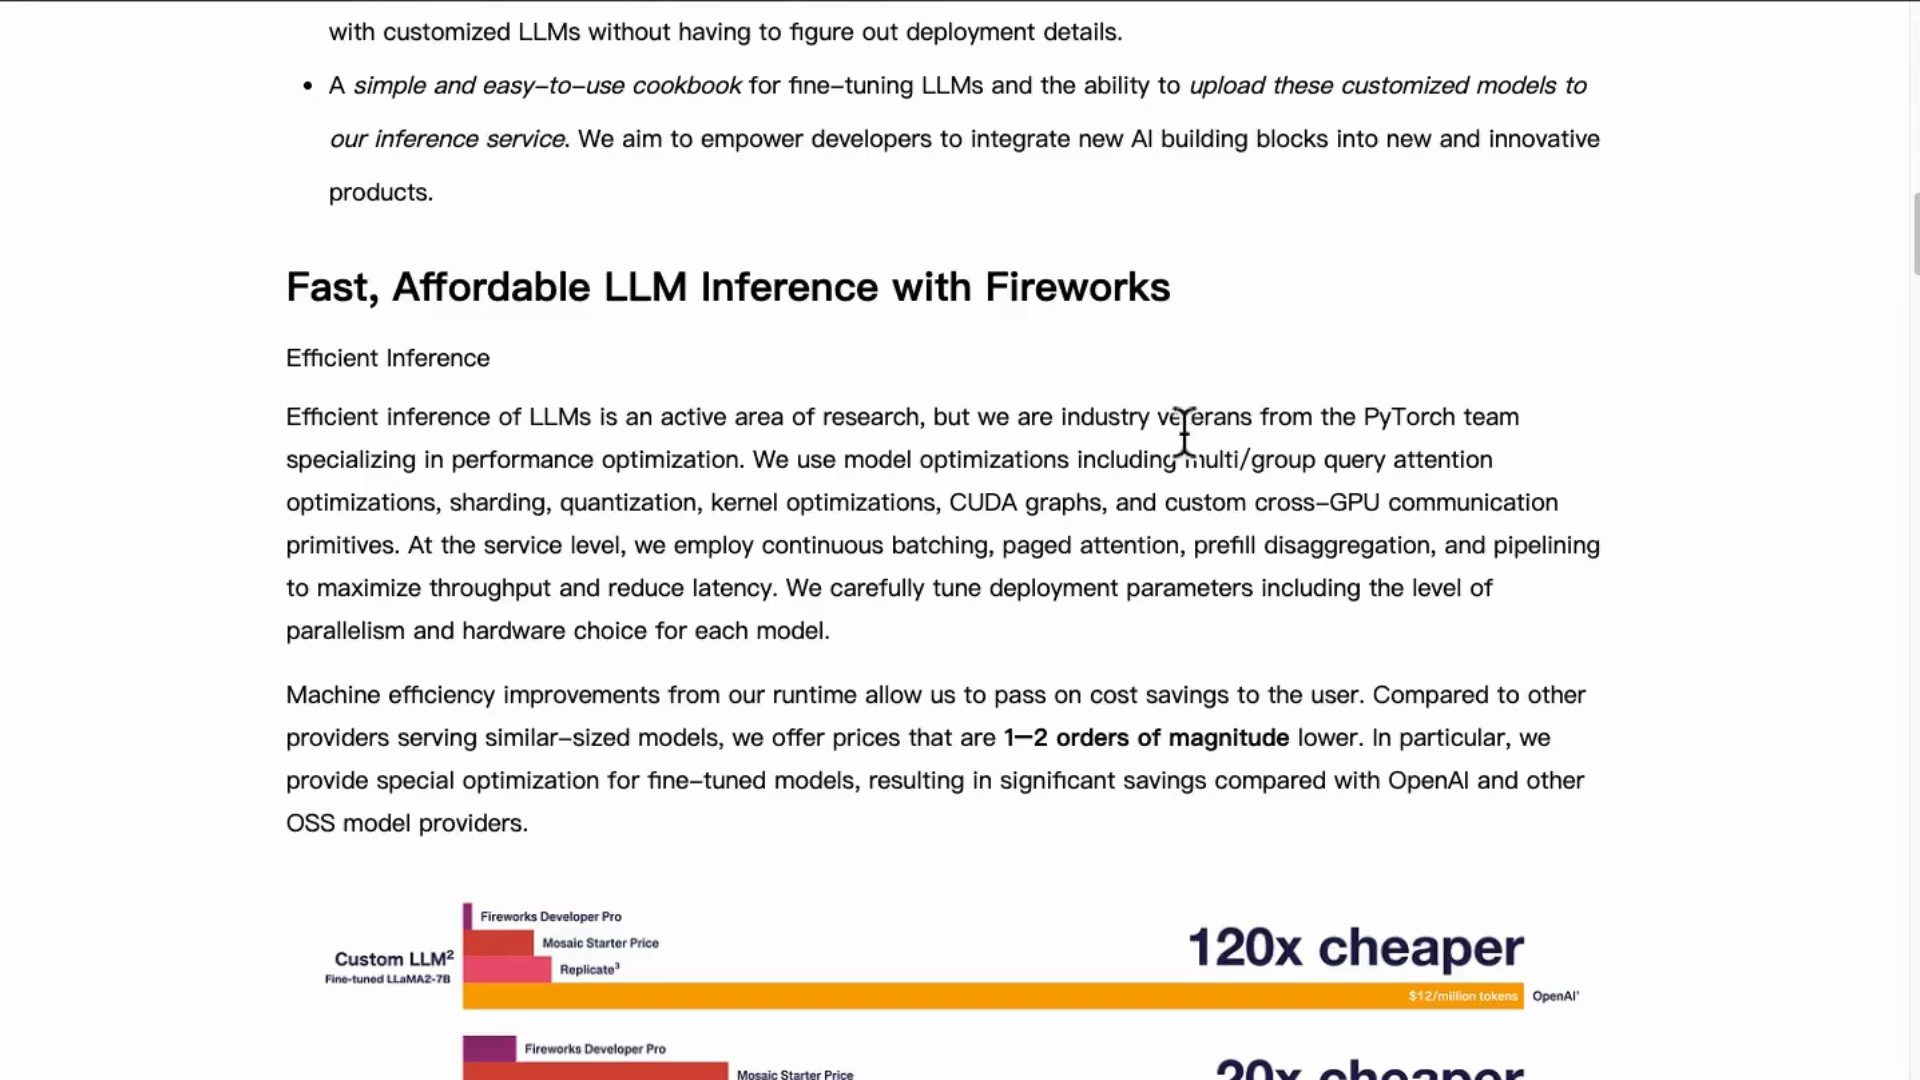 with customized LLMs without having to figure out deployment details.
• A simple and easy-to-use cookbook for fine-tuning LLMs and the ability to upload these customized models to
our inference service. We aim to empower developers to integrate new AI building blocks into new and innovative
products.
Fast, Affordable LLM Inference with Fireworks
Efficient Inference
Efficient inference of LLMs is an active area of research, but we are industry veterans from the PyTorch team
specializing in performance optimization. We use model optimizations including multi/group query attention
optimizations, sharding, quantization, kernel optimizations, CUDA graphs, and custom cross-GPU communication
primitives. At the service level, we employ continuous batching, paged attention, prefill disaggregation, and pipelining
to maximize throughput and reduce latency. We carefully tune deployment parameters including the level of
parallelism and hardware choice for each model.
Machine efficiency improvements from our runtime allow us to pass on cost savings to the user. Compared to other
providers serving similar-sized models, we offer prices that are 1–2 orders of magnitude lower. In particular, we
provide special optimization for fine-tuned models, resulting in significant savings compared with OpenAI and other
OSS model providers.
Custom LLM²
Fine-tuned LLaMA2-7B
Fireworks Developer Pro
Mosaic Starter Price
Replicate³
120x cheaper
$12/million tokens
OpenAI¹
Fireworks Developer Pro
Mosaic Starter Price
20x cheaper